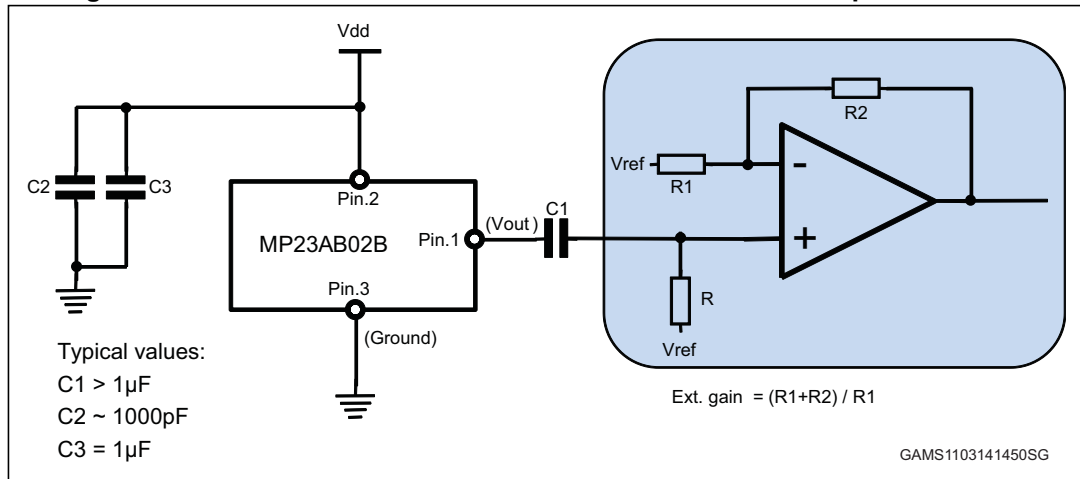 Vdd
C2
C3
Pin.2
MP23AB02B
Pin.1
(Vout)
C1
Pin.3
(Ground)
Vref
R1
R2
-
+
R
Vref
Typical values:
C1 > 1µF
C2 ~ 1000pF
C3 = 1µF
Ext. gain = (R1+R2) / R1
GAMS1103141450SG